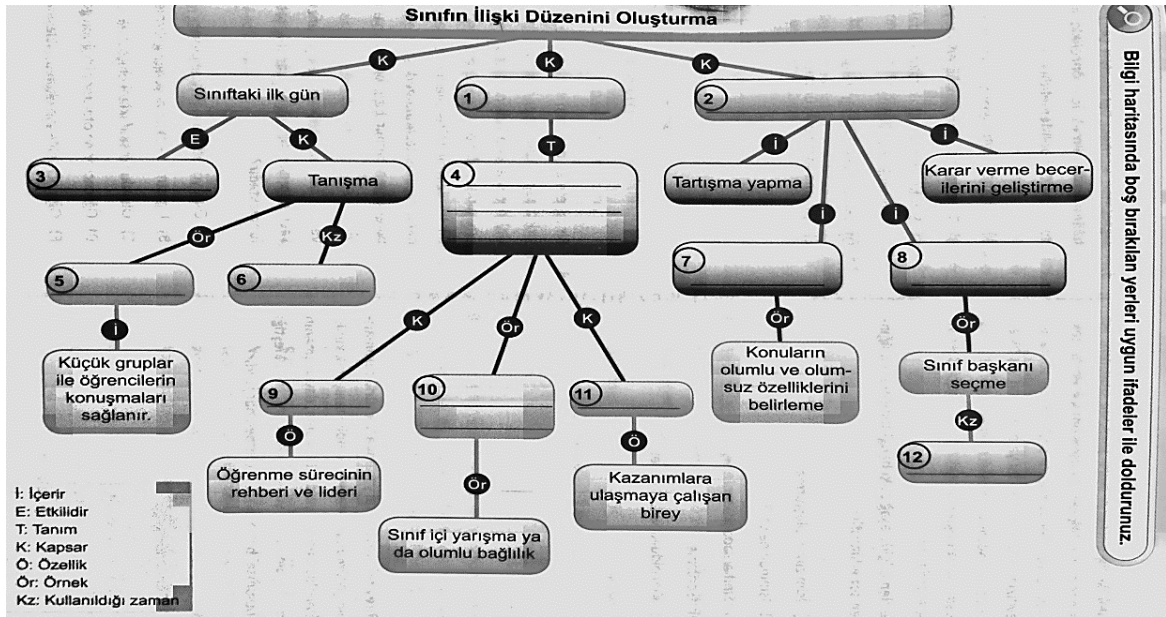 Sınıfın İlişki Düzenini Oluşturma
K
K
K
Sınıftaki ilk gün
1
2
E
K
T
İ
İ
İ
İ
3
Tanışma
4
Tartışma yapma
Karar verme becer-
ilerini geliştirme
Ör
Kz
5
6
7
8
İ
K
Ör
K
Ör
Ör
Küçük gruplar
ile öğrencilerin
konuşmaları
sağlanır.
Konuların
olumlu ve olum-
suz özelliklerini
belirleme
Sınıf başkanı
seçme
9
10
11
Kz
12
Ö
Ör
Ö
Öğrenme sürecinin
rehberi ve lideri
Sınıf içi yarışma ya
da olumlu bağlılık
Kazanımlara
ulaşmaya çalışan
birey
İ: İçerir
E: Etkilidir
T: Tanım
K: Kapsar
Ö: Özellik
Ör: Örnek
Kz: Kullanıldığı zaman
Bilgi haritasında boş bırakılan yerleri uygun ifadeler ile doldurunuz.